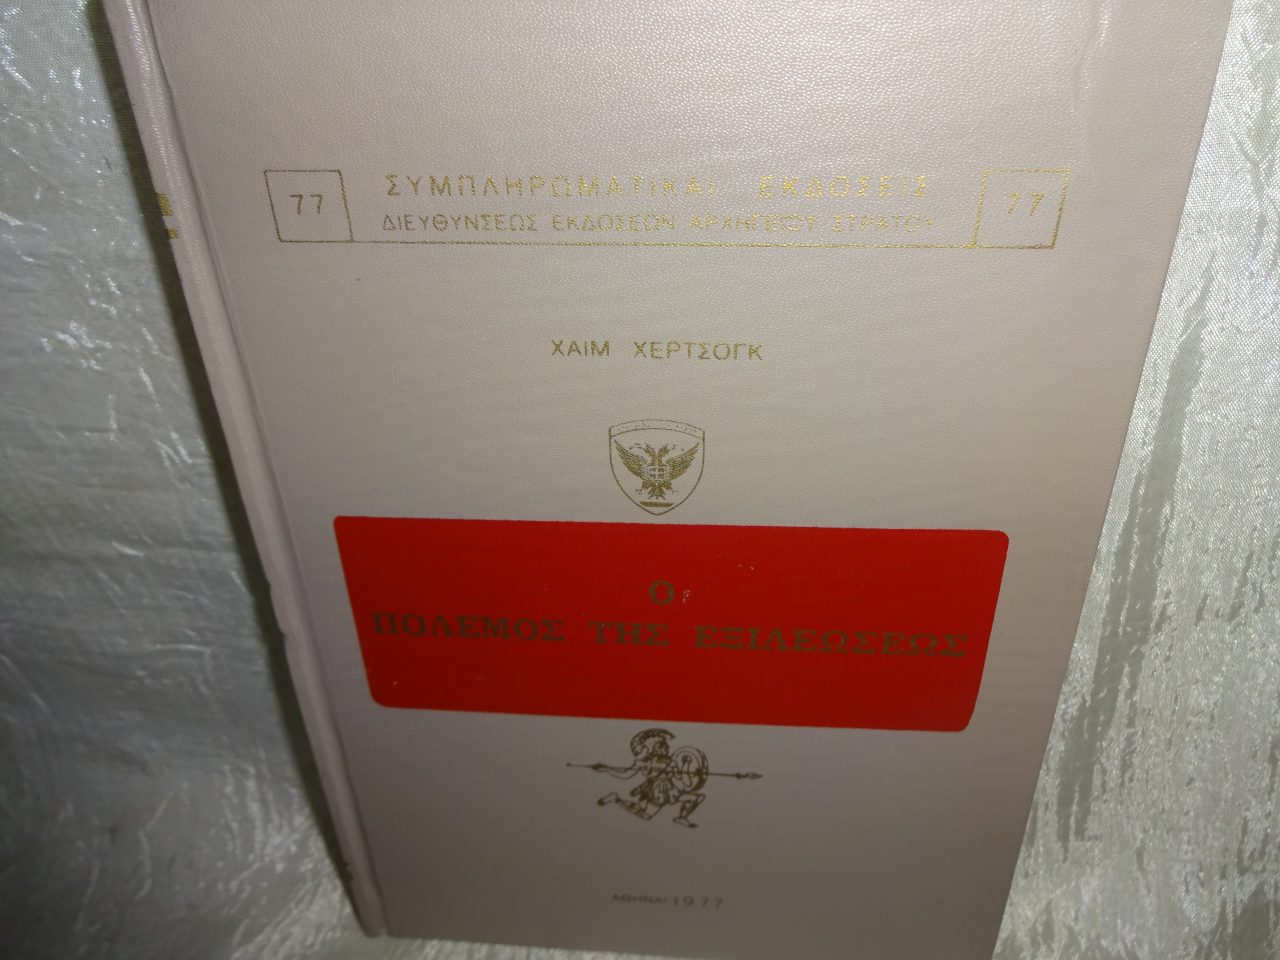 77 ΣΥΜΠΛΗΡΩΜΑΤΙΚΑΙ ΕΚΔΟΣΕΙΣ 77
ΔΙΕΥΘΥΝΣΕΩΣ ΕΚΔΟΣΕΩΝ ΑΡΧΗΓΕΙΟΥ ΣΤΡΑΤΟΥ
ΧΑΙΜ ΧΕΡΤΣΟΓΚ
Ο
ΠΟΛΕΜΟΣ ΤΗΣ ΕΞΙΛΕΩΣΕΩΣ
ΑΘΗΝΑΙ 1977